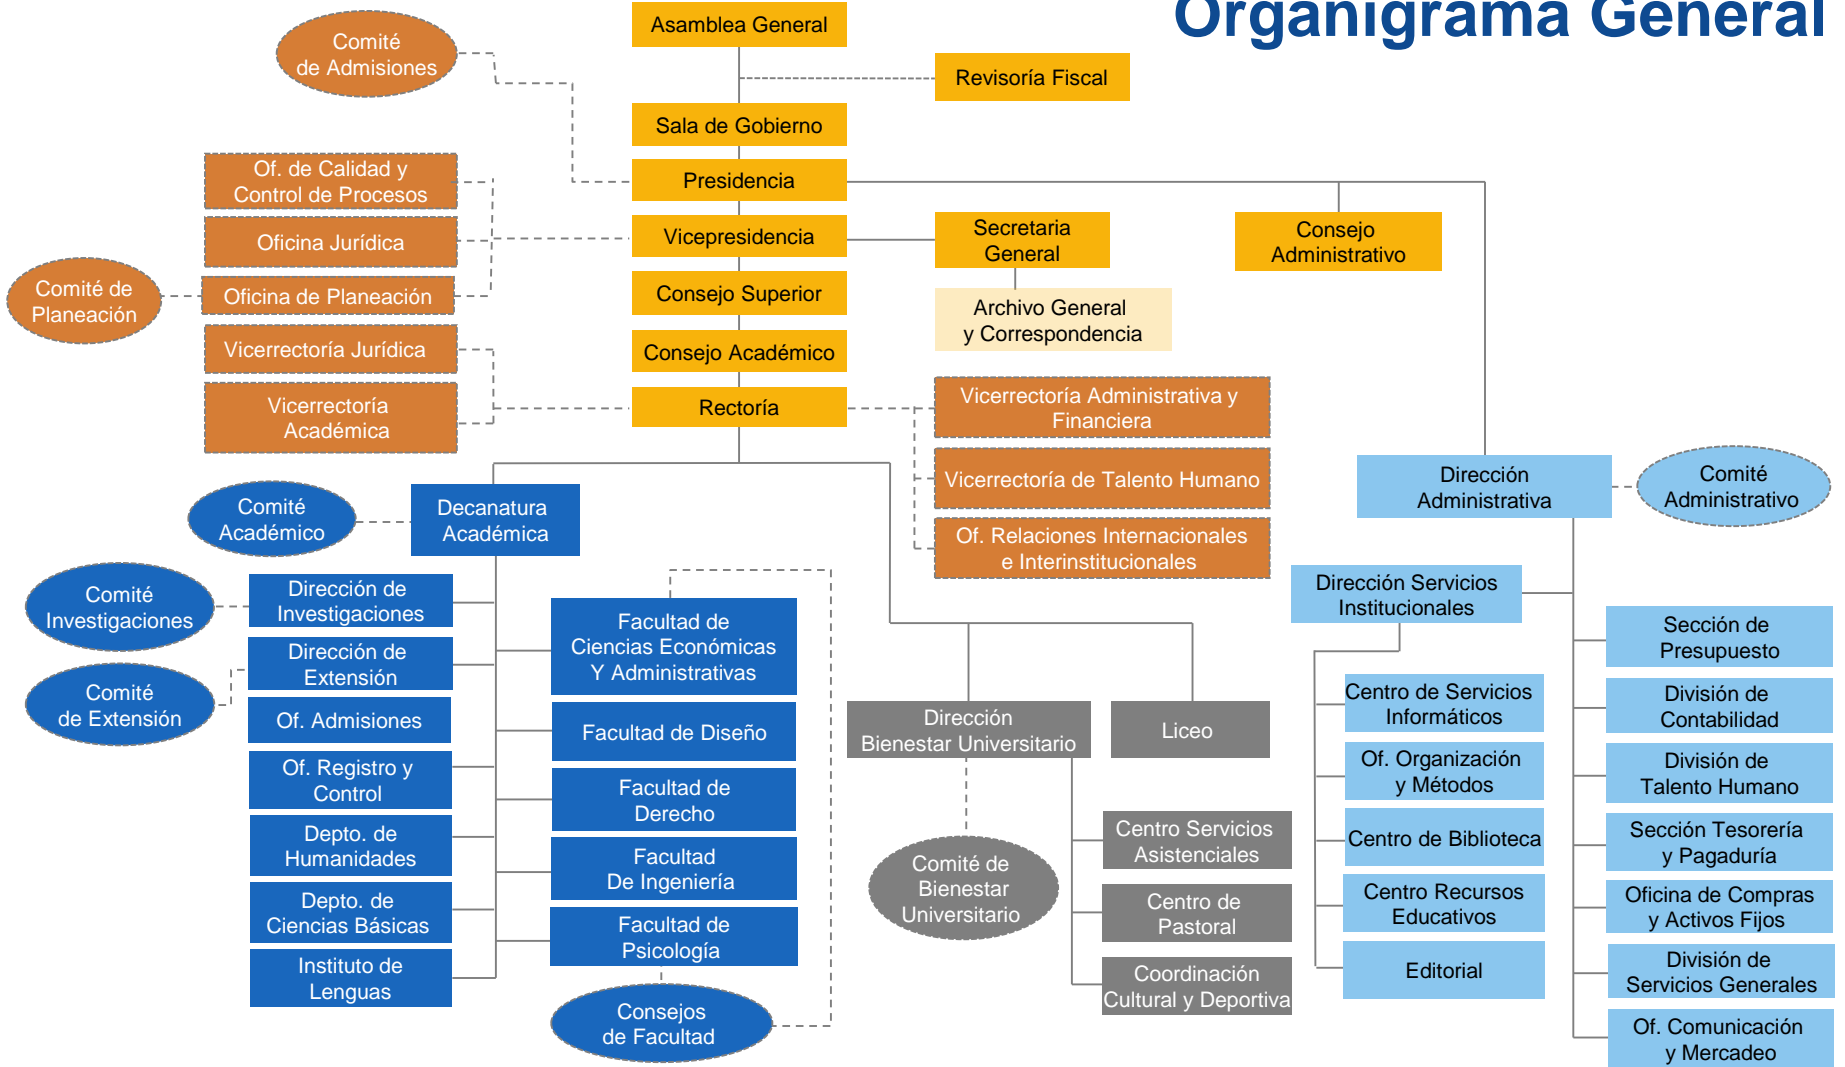 Organigrama General
Asamblea General
Comité
de Admisiones
Revisoría Fiscal
Sala de Gobierno
Of. de Calidad y
Control de Procesos
Presidencia
Oficina Jurídica
Vicepresidencia
Secretaria
General
Consejo
Administrativo
Comité de
Planeación
Oficina de Planeación
Consejo Superior
Archivo General
y Correspondencia
Vicerrectoría Jurídica
Consejo Académico
Vicerrectoría
Académica
Rectoría
Vicerrectoría Administrativa y
Financiera
Vicerrectoría de Talento Humano
Of. Relaciones Internacionales
e Interinstitucionales
Dirección
Administrativa
Comité
Administrativo
Comité
Académico
Decanatura
Académica
Comité
Investigaciones
Dirección de
Investigaciones
Comité
de Extensión
Dirección de
Extensión
Of. Admisiones
Of. Registro y
Control
Depto. de
Humanidades
Depto. de
Ciencias Básicas
Instituto de
Lenguas
Facultad de
Ciencias Económicas
Y Administrativas
Facultad de Diseño
Facultad de
Derecho
Facultad
De Ingeniería
Facultad de
Psicología
Consejos
de Facultad
Dirección
Bienestar Universitario
Liceo
Comité de
Bienestar
Universitario
Centro Servicios
Asistenciales
Centro de
Pastoral
Coordinación
Cultural y Deportiva
Dirección Servicios
Institucionales
Centro de Servicios
Informáticos
Of. Organización
y Métodos
Centro de Biblioteca
Centro Recursos
Educativos
Editorial
Sección de
Presupuesto
División de
Contabilidad
División de
Talento Humano
Sección Tesorería
y Pagaduría
Oficina de Compras
y Activos Fijos
División de
Servicios Generales
Of. Comunicación
y Mercadeo